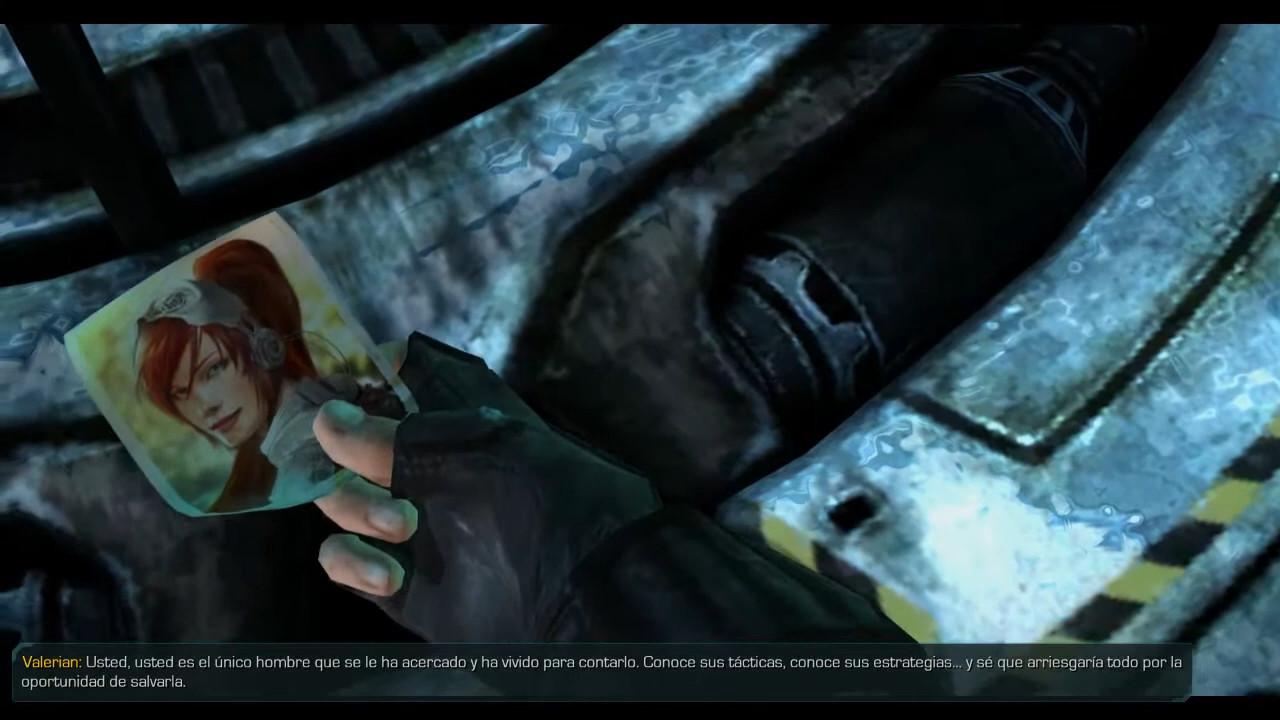 Valerian: Usted, usted es el único hombre que se le ha acercado y ha vivido para contarlo. Conoce sus tácticas, conoce sus estrategias... y sé que arriesgaría todo por la
oportunidad de salvarla.